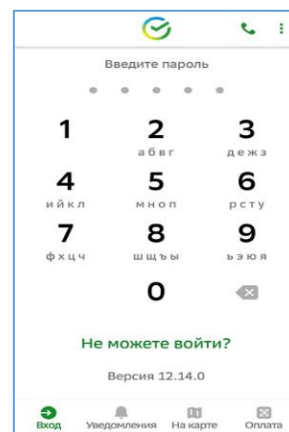 Введите пароль
1 2 3
абвг дежз
4 5 6
ийкл мноп рсту
7 8 9
фхцч шщъы ьэюя
0
Не можете войти?
Версия 12.14.0
Вход Уведомления На карте Оплата